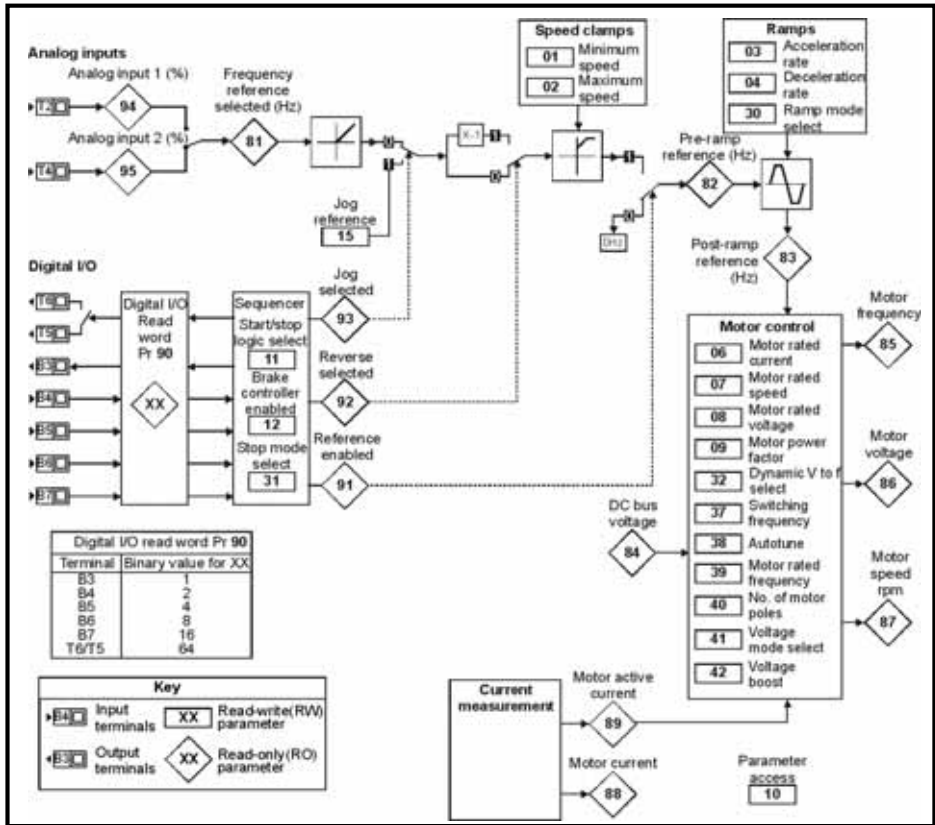 Analog inputs
Analog input 1 (%)
T2
94
Analog input 2 (%)
T4
95
Frequency
reference
selected (Hz)
81
0
1
Jog
reference
15
X-1
1
0
Speed clamps
01 Minimum
speed
02 Maximum
speed
1
0
0Hz
Pre-ramp
reference (Hz)
82
Ramps
03 Acceleration
rate
04 Deceleration
rate
30 Ramp mode
select
Post-ramp
reference
(Hz)
83
Digital I/O
T6
T5
B3
B4
B5
B6
B7
Digital I/O
Read
word
Pr 90
XX
Sequencer
Start/stop
logic select
11
Brake
controller
enabled
12
Stop mode
select
31
Jog
selected
93
Reverse
selected
92
Reference
enabled
91
DC bus
voltage
84
Motor control
06 Motor rated
current
07 Motor rated
speed
08 Motor rated
voltage
09 Motor power
factor
32 Dynamic V to f
select
37 Switching
frequency
38 Autotune
39 Motor rated
frequency
40 No. of motor
poles
41 Voltage
mode select
42 Voltage
boost
Motor
frequency
85
Motor
voltage
86
Motor
speed
rpm
87
Digital I/O read word Pr 90
Terminal Binary value for XX
B3 1
B4 2
B5 4
B6 8
B7 16
T6/T5 64
Key
B4 Input
terminals
XX Read-write(RW)
parameter
B3 Output
terminals
XX Read-only(RO)
parameter
Current
measurement
Motor active
current
89
Motor current
88
Parameter
access
10